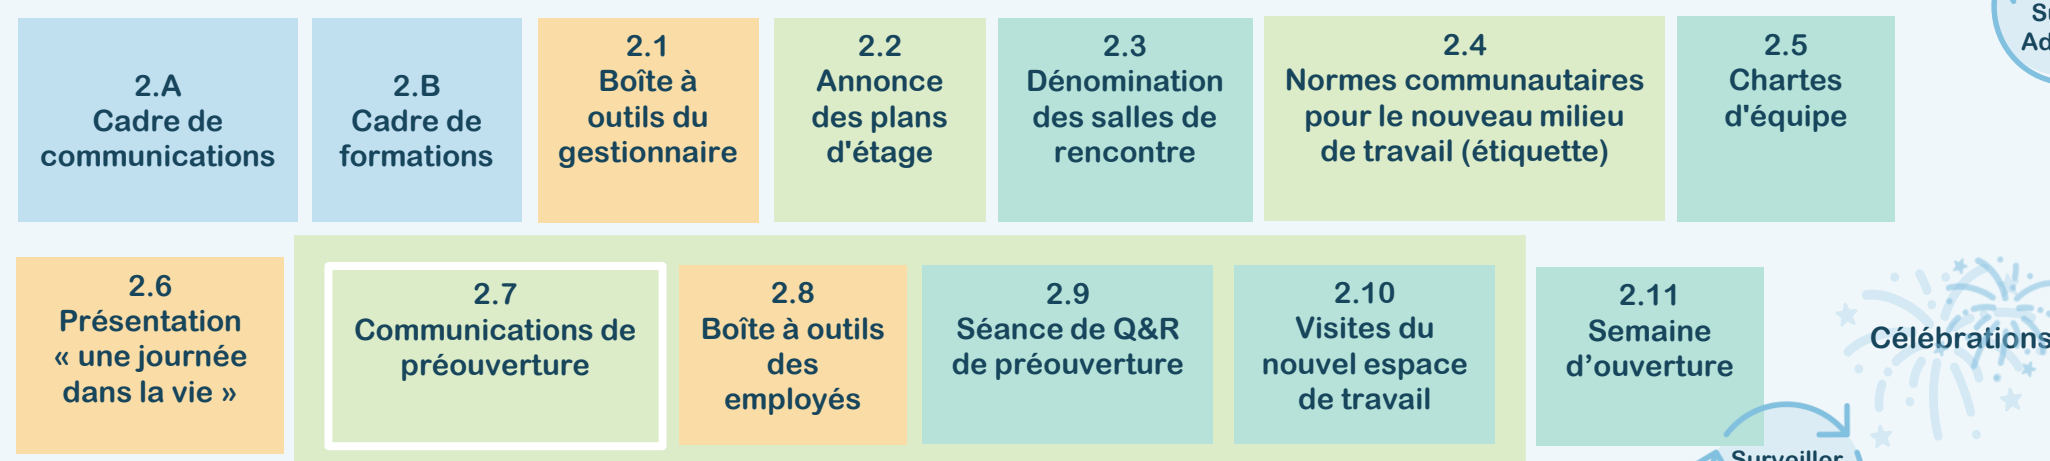 2.A
Cadre de
communications
2.B
Cadre de
formations
2.1
Boîte à
outils du
gestionnaire
2.2
Annonce
des plans
d'étage
2.3
Dénomination
des salles de
rencontre
2.4
Normes communautaires
pour le nouveau milieu
de travail (étiquette)
2.5
Chartes
d'équipe
2.6
Présentation
« une journée
dans la vie »
2.7
Communications de
préouverture
2.8
Boîte à outils
des
employés
2.9
Séance de Q&R
de préouverture
2.10
Visites du
nouvel espace
de travail
2.11
Semaine
d’ouverture
Célébrations
Surveiller